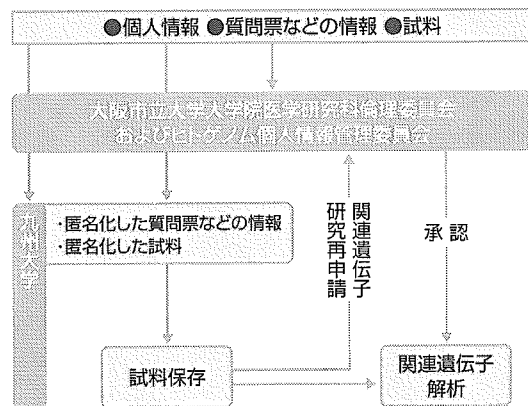 ●個人情報 ●質問票などの情報 ●試料
大阪市立大学大学院医学研究科倫理委員会
およびヒトゲノム個人情報管理委員会
九州大学
・匿名化した質問票などの情報
・匿名化した試料
関連遺伝子
研究再申請
承認
試料保存
関連遺伝子
解析